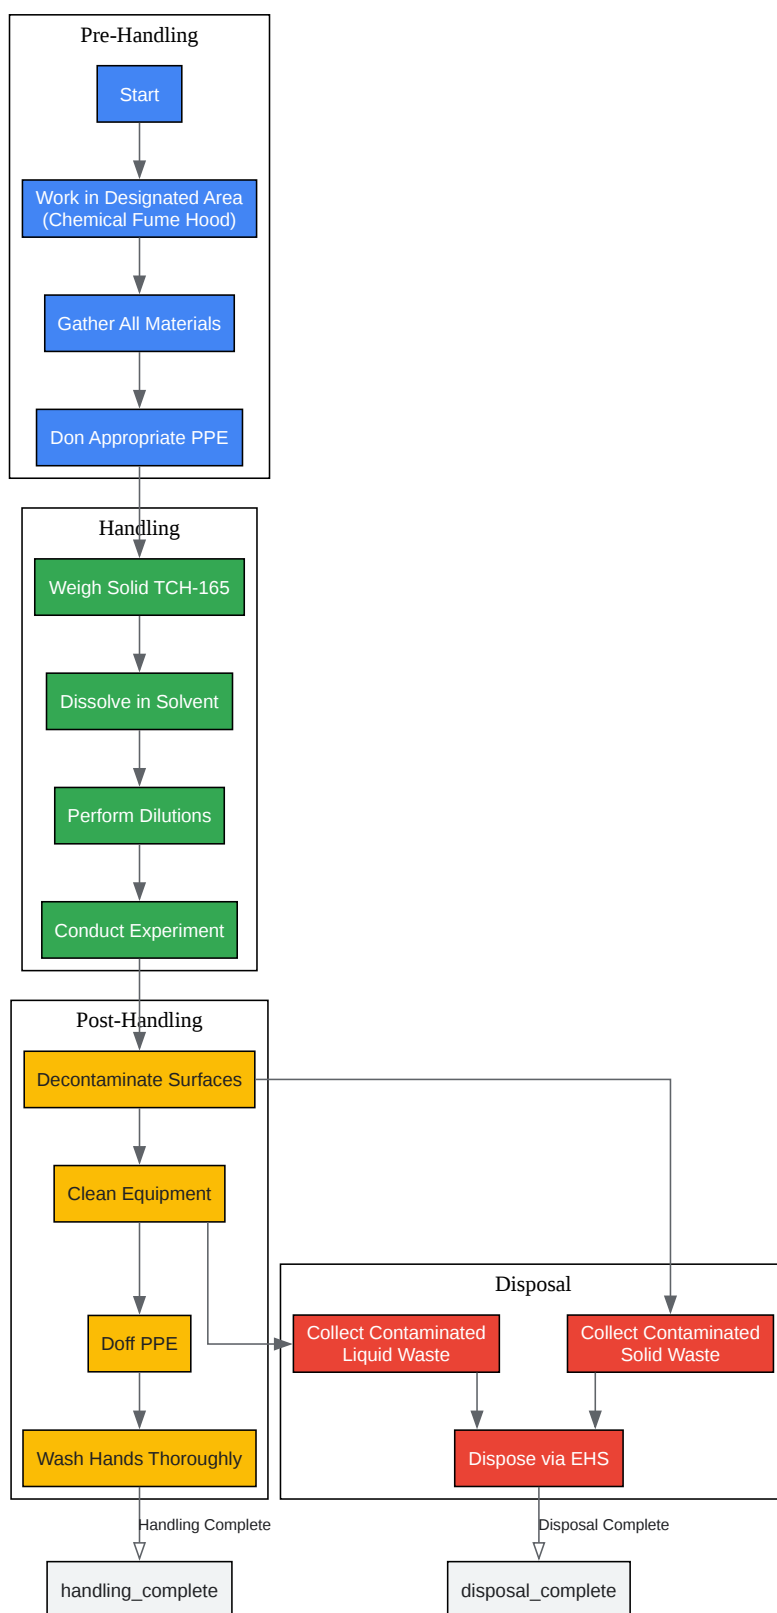 Pre-Handling
Start
Work in Designated Area
(Chemical Fume Hood)
Gather All Materials
Don Appropriate PPE
Handling
Weigh Solid TCH-165
Dissolve in Solvent
Perform Dilutions
Conduct Experiment
Post-Handling
Decontaminate Surfaces
Clean Equipment
Doff PPE
Wash Hands Thoroughly
Disposal
Collect Contaminated
Liquid Waste
Collect Contaminated
Solid Waste
Dispose via EHS
Handling Complete
Disposal Complete
handling_complete
disposal_complete